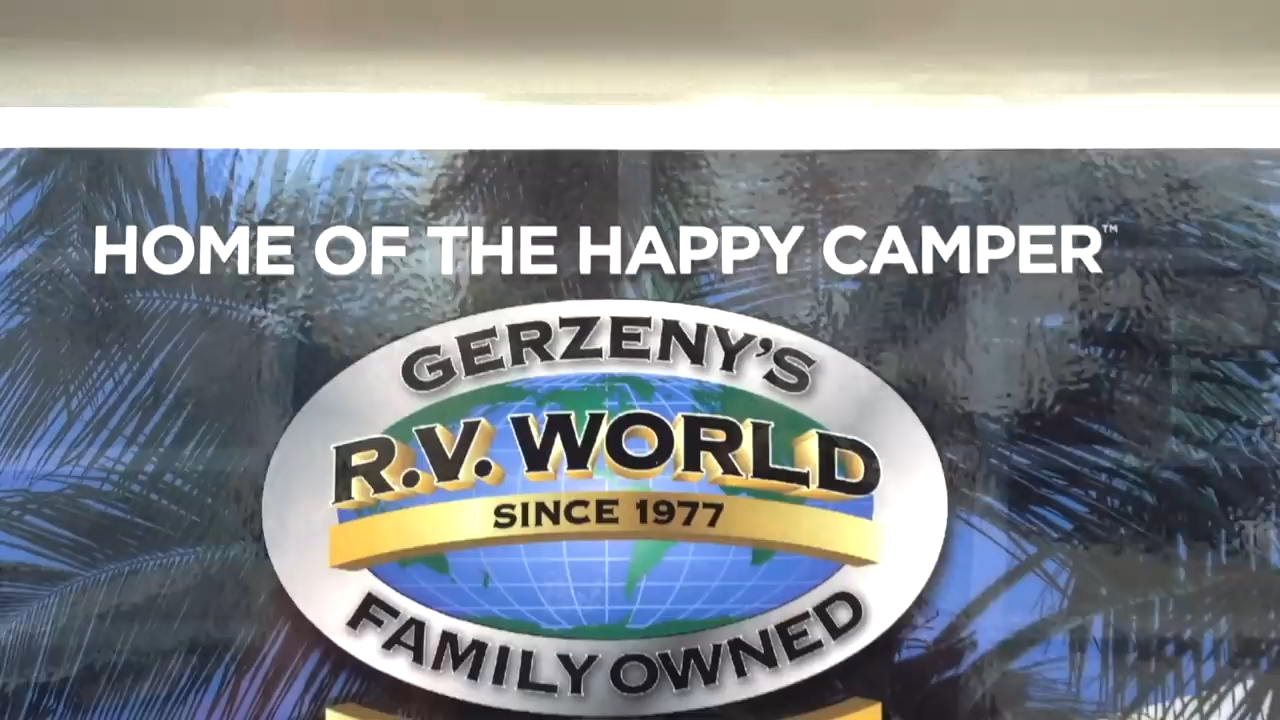 HOME OF THE HAPPY CAMPER™
GERZENY'S
R.V. WORLD
SINCE 1977
FAMILY OWNED